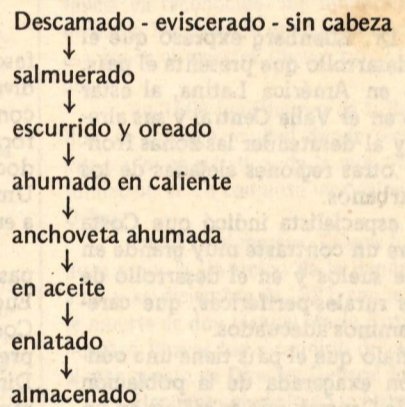 Descamado - eviscerado - sin cabeza
↓
salmuerado
↓
escurrido y oreado
↓
ahumado en caliente
↓
anchoveta ahumada
↓
en aceite
↓
enlatado
↓
almacenado